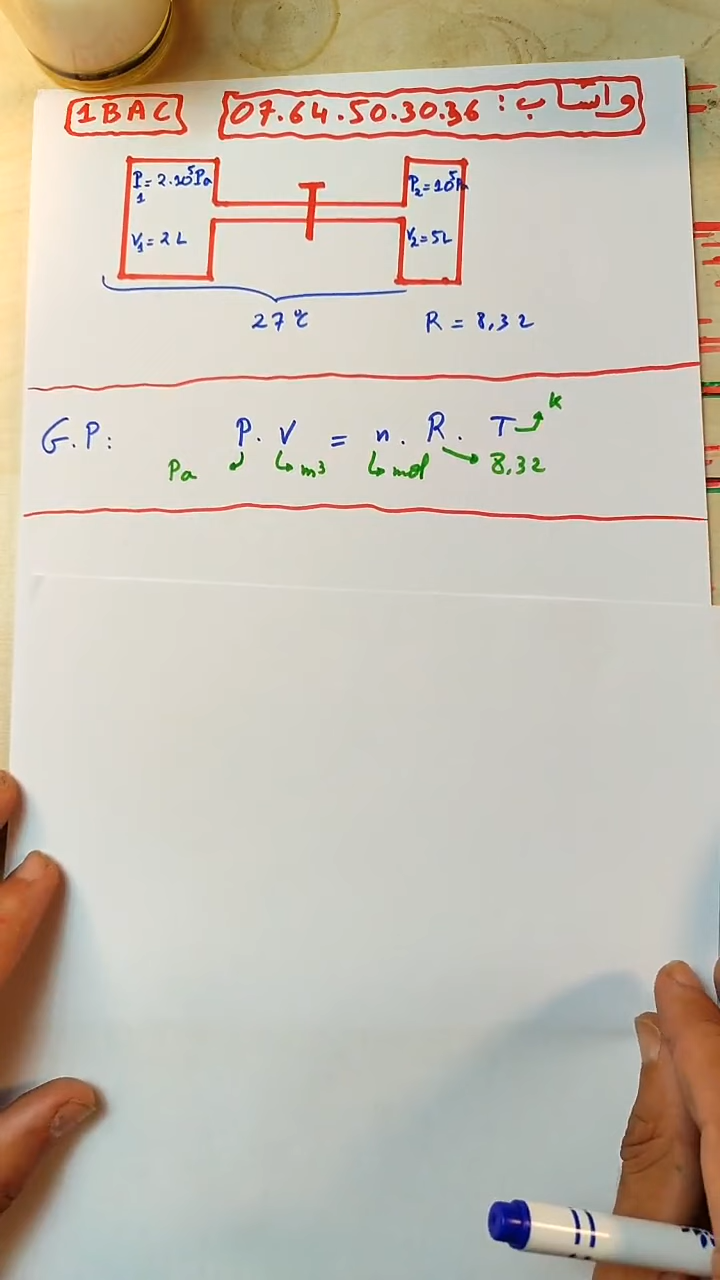 1BAC
واتساب : 07.64.50.30.36
P₁ = 2.10⁵Pa
P₂ = 10⁵Pa
V₁ = 2L
V₂ = 5L
27°C
R = 8,32
G.P: P. V = n. R. T → K
Pa m³ mol 8,32